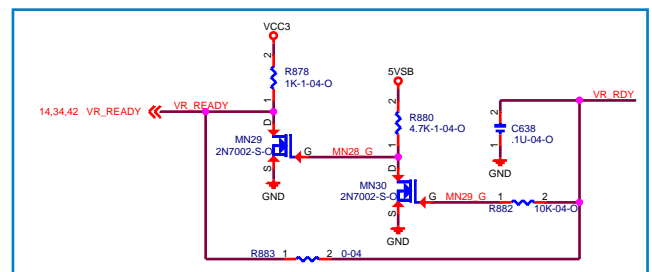 VCC3
2
R878
1K-1-04-O
1
5VSB
2
R880
4.7K-1-04-O
1
VR_RDY
2
C638
.1U-04-O
1
GND
14,34,42 VR_READY
VR_READY
D
MN29
2N7002-S-O
G
MN28_G
S
GND
D
MN30
2N7002-S-O
G
MN29_G
1
2
R882
10K-04-O
S
GND
R883
1
2
0-04